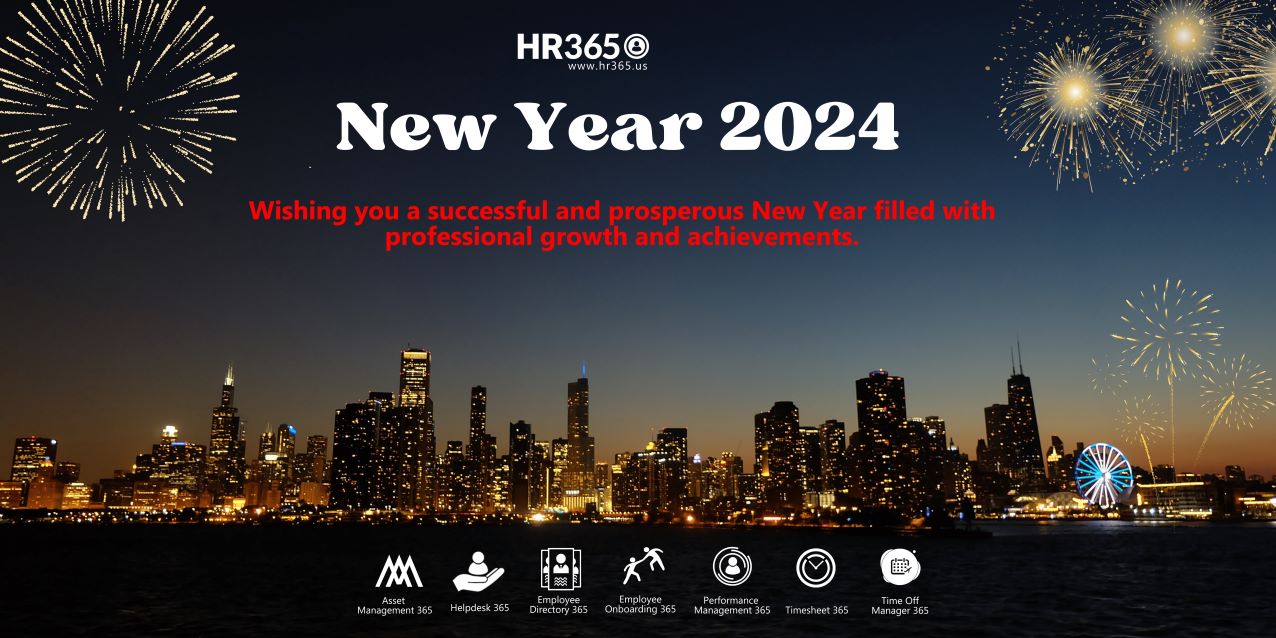 HR365
www.hr365.us
New Year 2024
Wishing you a successful and prosperous New Year filled with
professional growth and achievements.
Asset
Management 365
Helpdesk 365
Employee
Directory 365
Employee
Onboarding 365
Performance
Management 365
Timesheet 365
Time Off
Manager 365